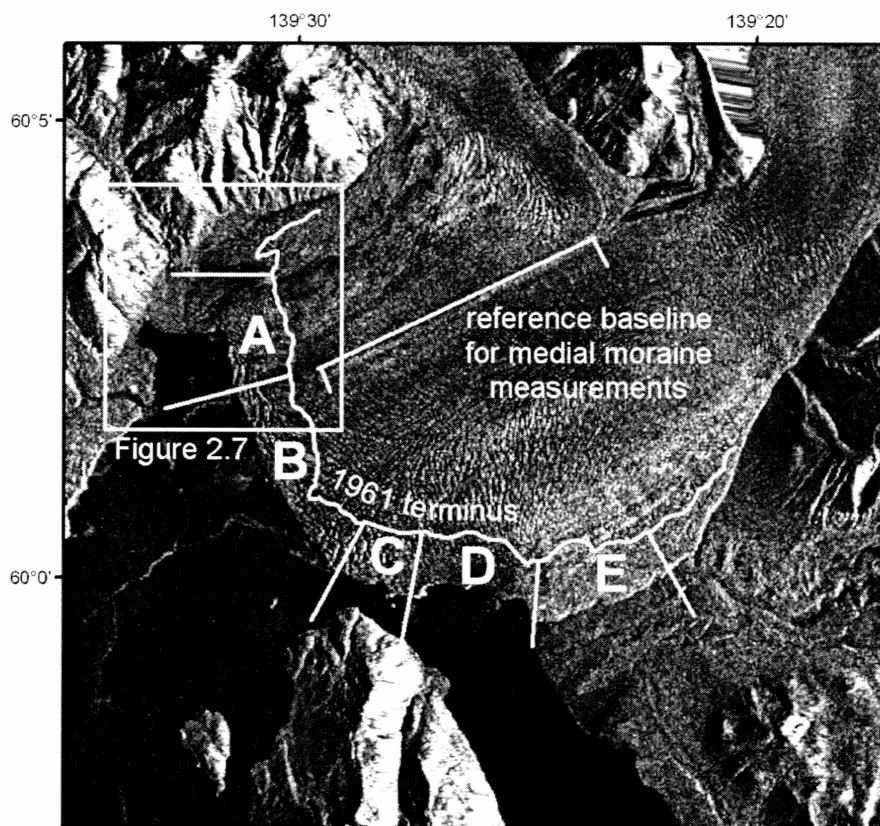 139°30'
139°20'
60°5'
A
reference baseline
for medial moraine
measurements
Figure 2.7
B
1961 terminus
C
D
E
60°0'